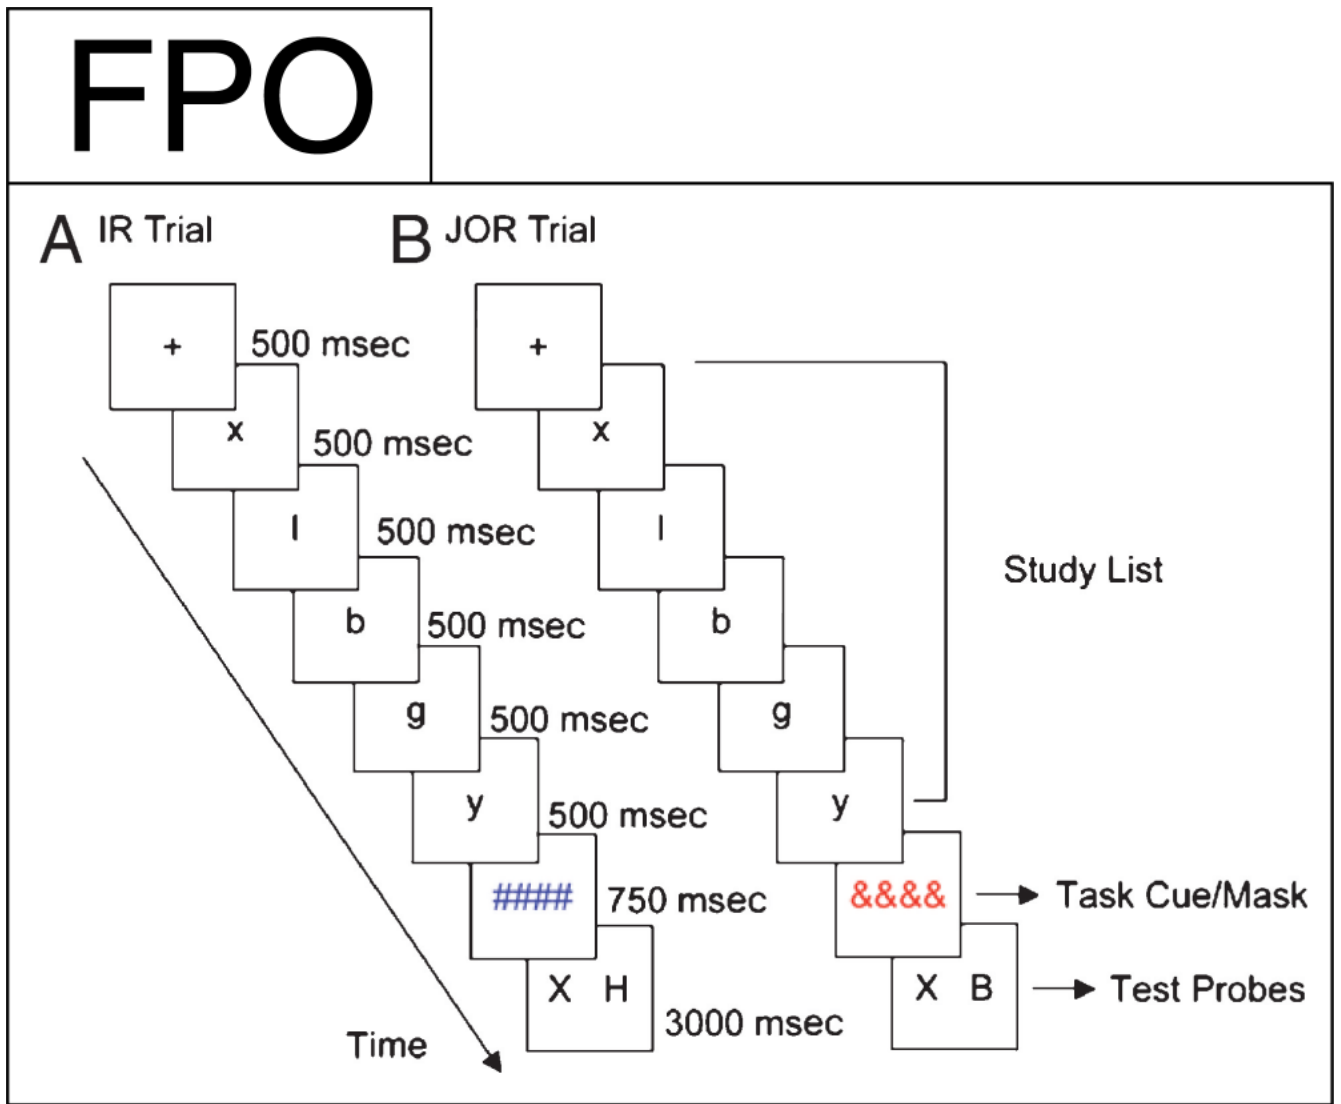 FPO
A IR Trial
B JOR Trial
+
500 msec
x
500 msec
l
500 msec
b
500 msec
g
500 msec
y
500 msec
####
750 msec
X H
3000 msec
Time
+
x
l
b
g
y
Study List
&&&&
Task Cue/Mask
X B
Test Probes